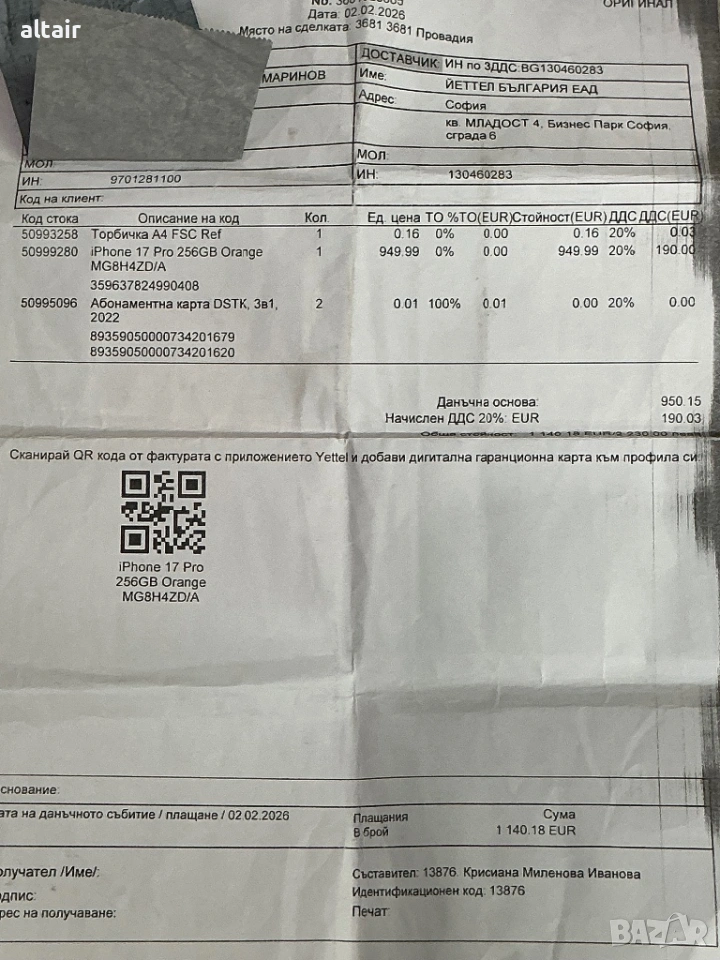 altair
ОРИГИНАЛ
Дата: 02.02.2026
Място на сделката: 3681 3681 Провадия
МАРИНОВ
МОЛ
ИН: 9701281100
Код на клиент:
ДОСТАВЧИК ИН по ЗДДС:BG130460283
Име: ЙЕТТЕЛ БЪЛГАРИЯ ЕАД
Адрес: София
кв. МЛАДОСТ 4, Бизнес Парк София,
сграда 6
МОЛ:
ИН: 130460283
Код стока Описание на код Кол. Ед. цена ТО % ТО(EUR) Стойност(EUR) ДДС ДДС(EUR)
50993258 Торбичка A4 FSC Ref 1 0.16 0% 0.00 0.16 20% 0.03
50999280 iPhone 17 Pro 256GB Orange 1 949.99 0% 0.00 949.99 20% 190.00
MG8H4ZD/A
359637824990408
50995096 Абонаментна карта DSTK, 3в1, 2 0.01 100% 0.01 0.00 20% 0.00
2022
89359050000734201679
89359050000734201620
Данъчна основа: 950.15
Начислен ДДС 20%: EUR 190.03
Сканирай QR кода от фактурата с приложението Yettel и добави дигитална гаранционна карта към профила си
iPhone 17 Pro
256GB Orange
MG8H4ZD/A
снование:
ата на данъчното събитие / плащане / 02.02.2026
Плащания Сума
В брой 1 140.18 EUR
олучател /Име/:
одпис:
рес на получаване:
Съставител: 13876. Крисиана Миленова Иванова
Идентификационен код: 13876
Печат:
BAZAR